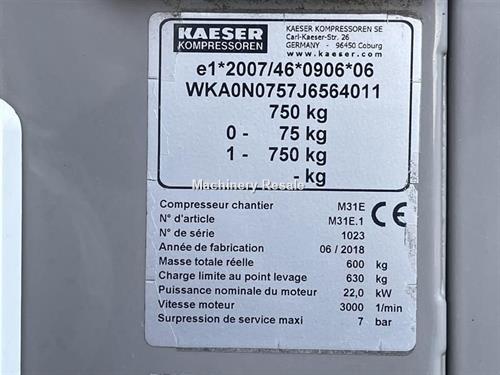 KAESER
KOMPRESSOREN
KAESER KOMPRESSOREN SE
Carl-Kaeser-Str. 26
GERMANY - 96450 Coburg
www.kaeser.com
e1*2007/46*0906*06
WKA0N0757J6564011
750 kg
0 - 75 kg
1 - 750 kg
- kg
Machinery Resale
Compresseur chantier M31E
N° d'article M31E.1
N° de série 1023
Année de fabrication 06 / 2018
Masse totale réelle 600 kg
Charge limite au point levage 630 kg
Puissance nominale du moteur 22,0 kW
Vitesse moteur 3000 1/min
Surpression de service maxi 7 bar
CE